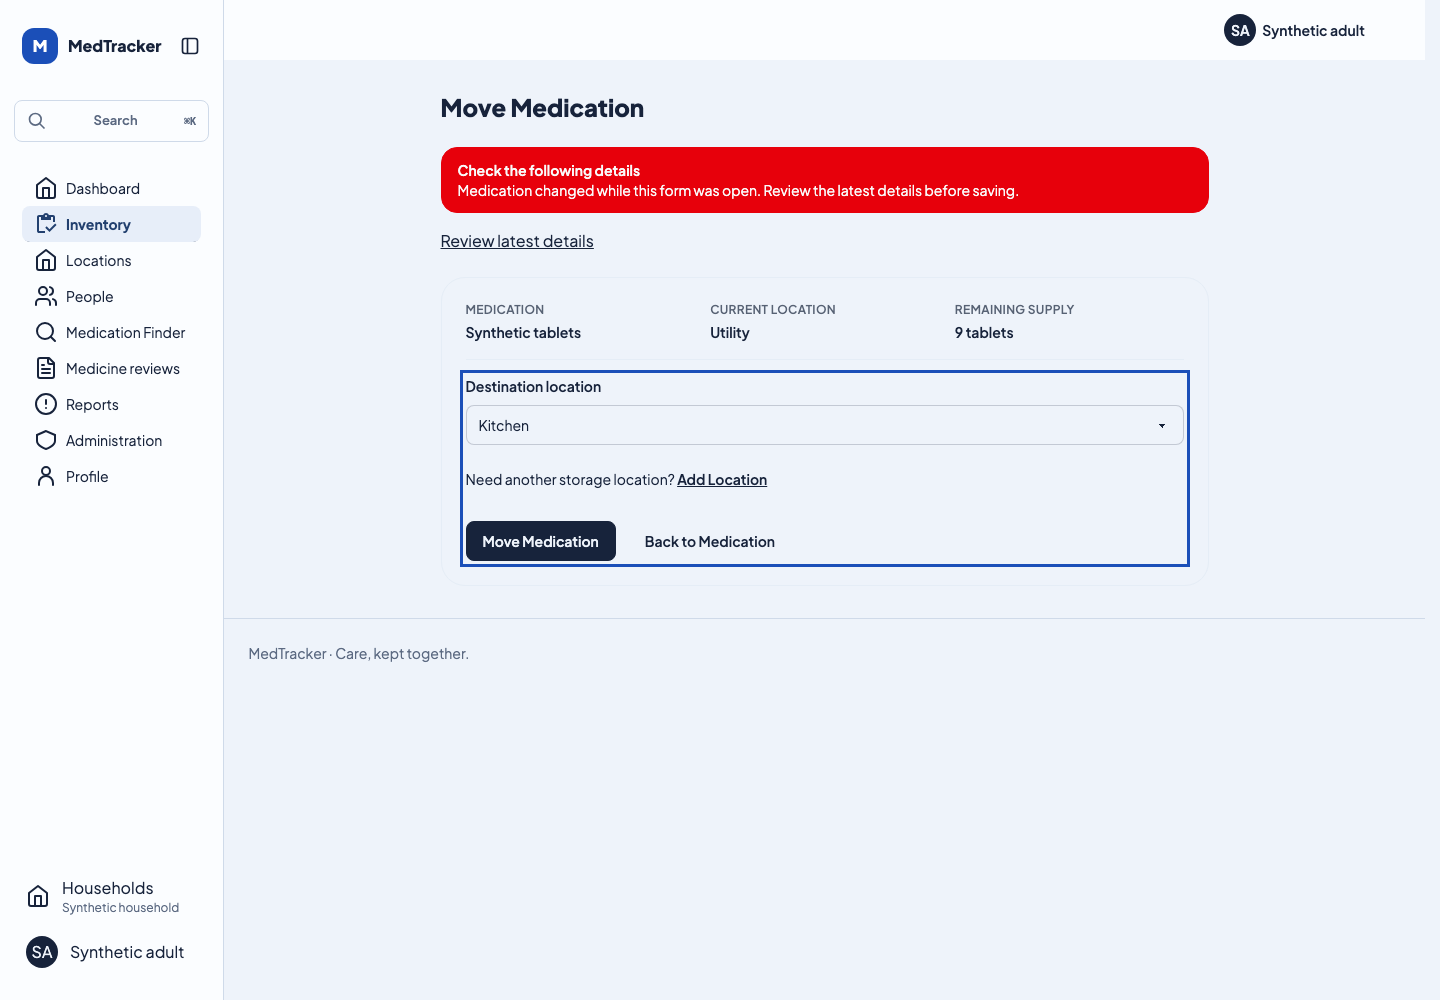 M MedTracker
Search ⌘K
Dashboard
Inventory
Locations
People
Medication Finder
Medicine reviews
Reports
Administration
Profile
Households
Synthetic household
SA Synthetic adult
SA Synthetic adult
Move Medication
Check the following details
Medication changed while this form was open. Review the latest details before saving.
Review latest details
MEDICATION CURRENT LOCATION REMAINING SUPPLY
Synthetic tablets Utility 9 tablets
Destination location
Kitchen
Need another storage location? Add Location
Move Medication Back to Medication
MedTracker · Care, kept together.